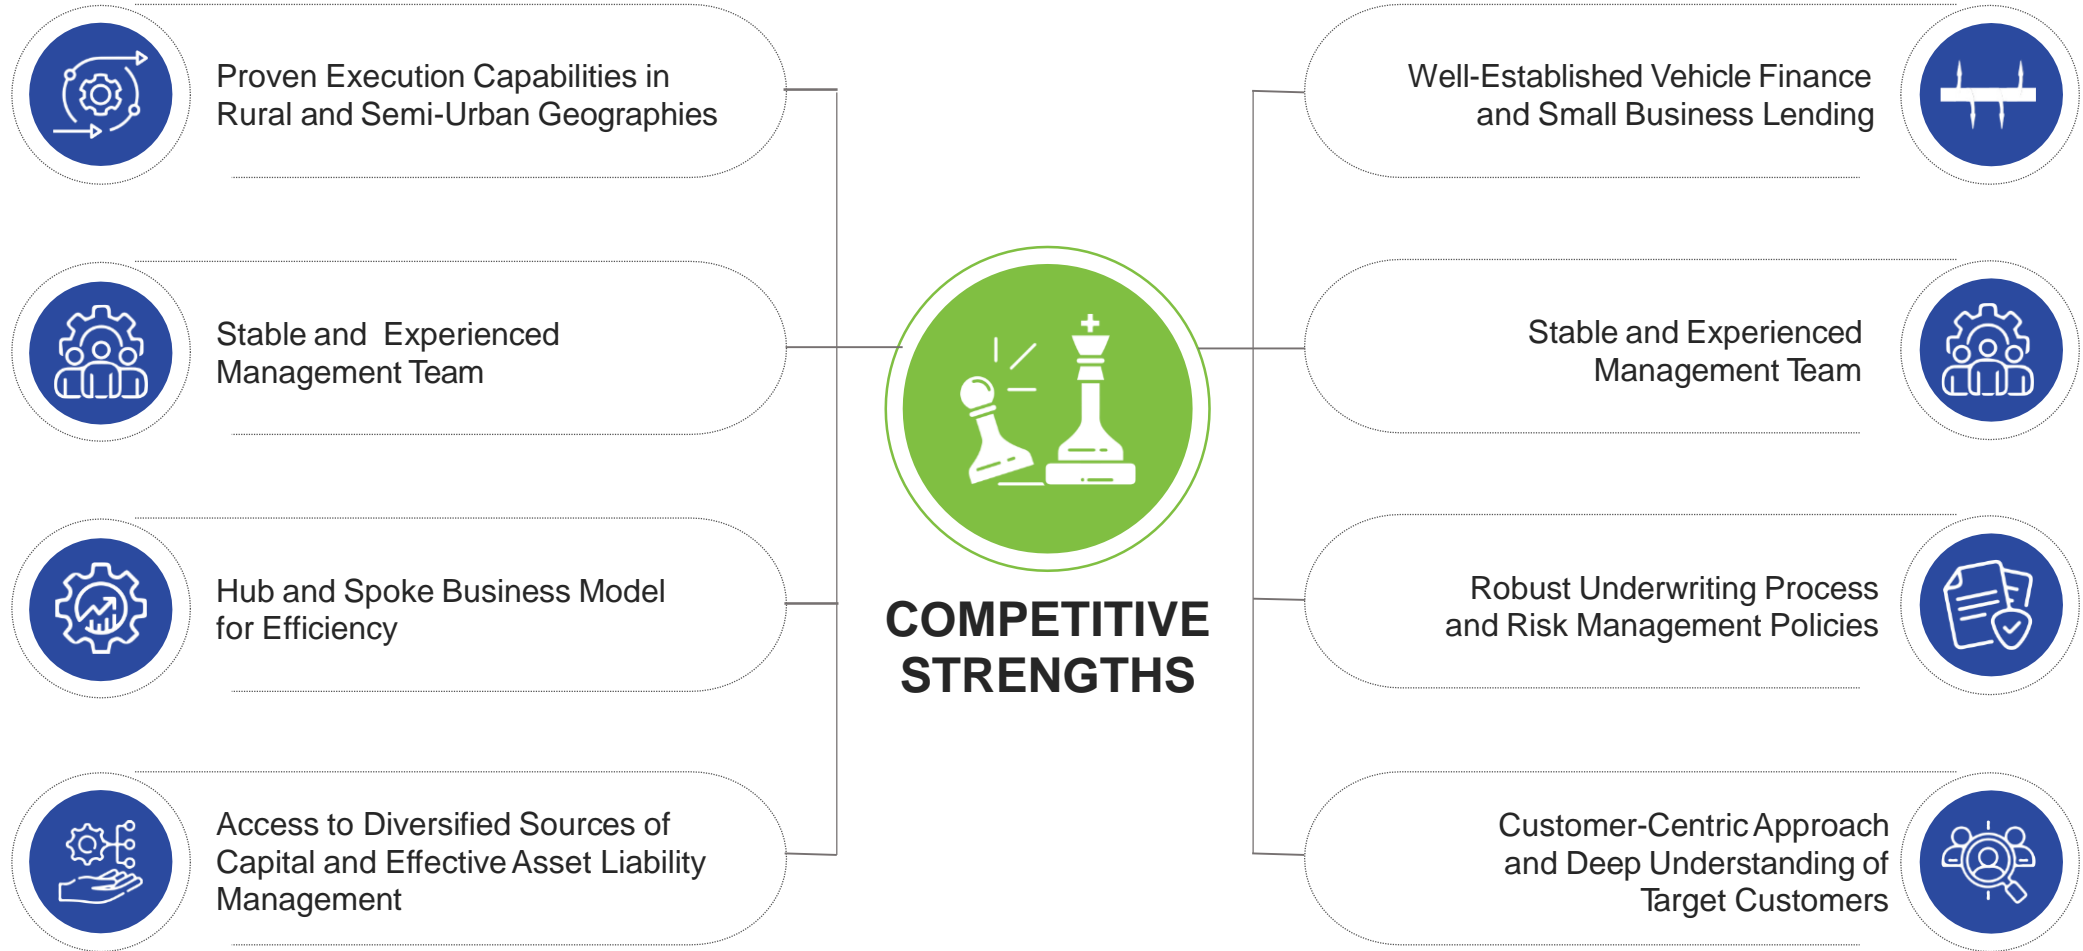 Proven Execution Capabilities in
Rural and Semi-Urban Geographies
Stable and Experienced
Management Team
Hub and Spoke Business Model
for Efficiency
Access to Diversified Sources of
Capital and Effective Asset Liability
Management
COMPETITIVE
STRENGTHS
Well-Established Vehicle Finance
and Small Business Lending
Stable and Experienced
Management Team
Robust Underwriting Process
and Risk Management Policies
Customer-Centric Approach
and Deep Understanding of
Target Customers